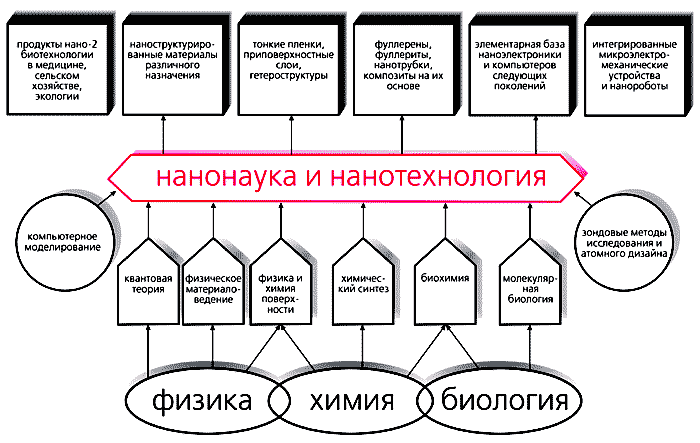 продукты нано-2
биотехнологии
в медицине,
сельском
хозяйстве,
экологии
наноструктуриро-
ванные материалы
различного
назначения
тонкие пленки,
приповерхностные
слои,
гетероструктуры
фуллерены,
фуллериты,
нанотрубки,
композиты на их
основе
элементарная база
наноэлектроники
и компьютеров
следующих
поколений
интегрированные
микроэлектро-
механические
устройства
и нанороботы
нанонаука и нанотехнология
компьютерное
моделирование
зондовые методы
исследования и
атомного дизайна
квантовая
теория
физическое
материало-
ведение
физика и
химия
поверх-
ности
химичес-
кий синтез
биохимия
молекуляр-
ная
биология
физика
химия
биология